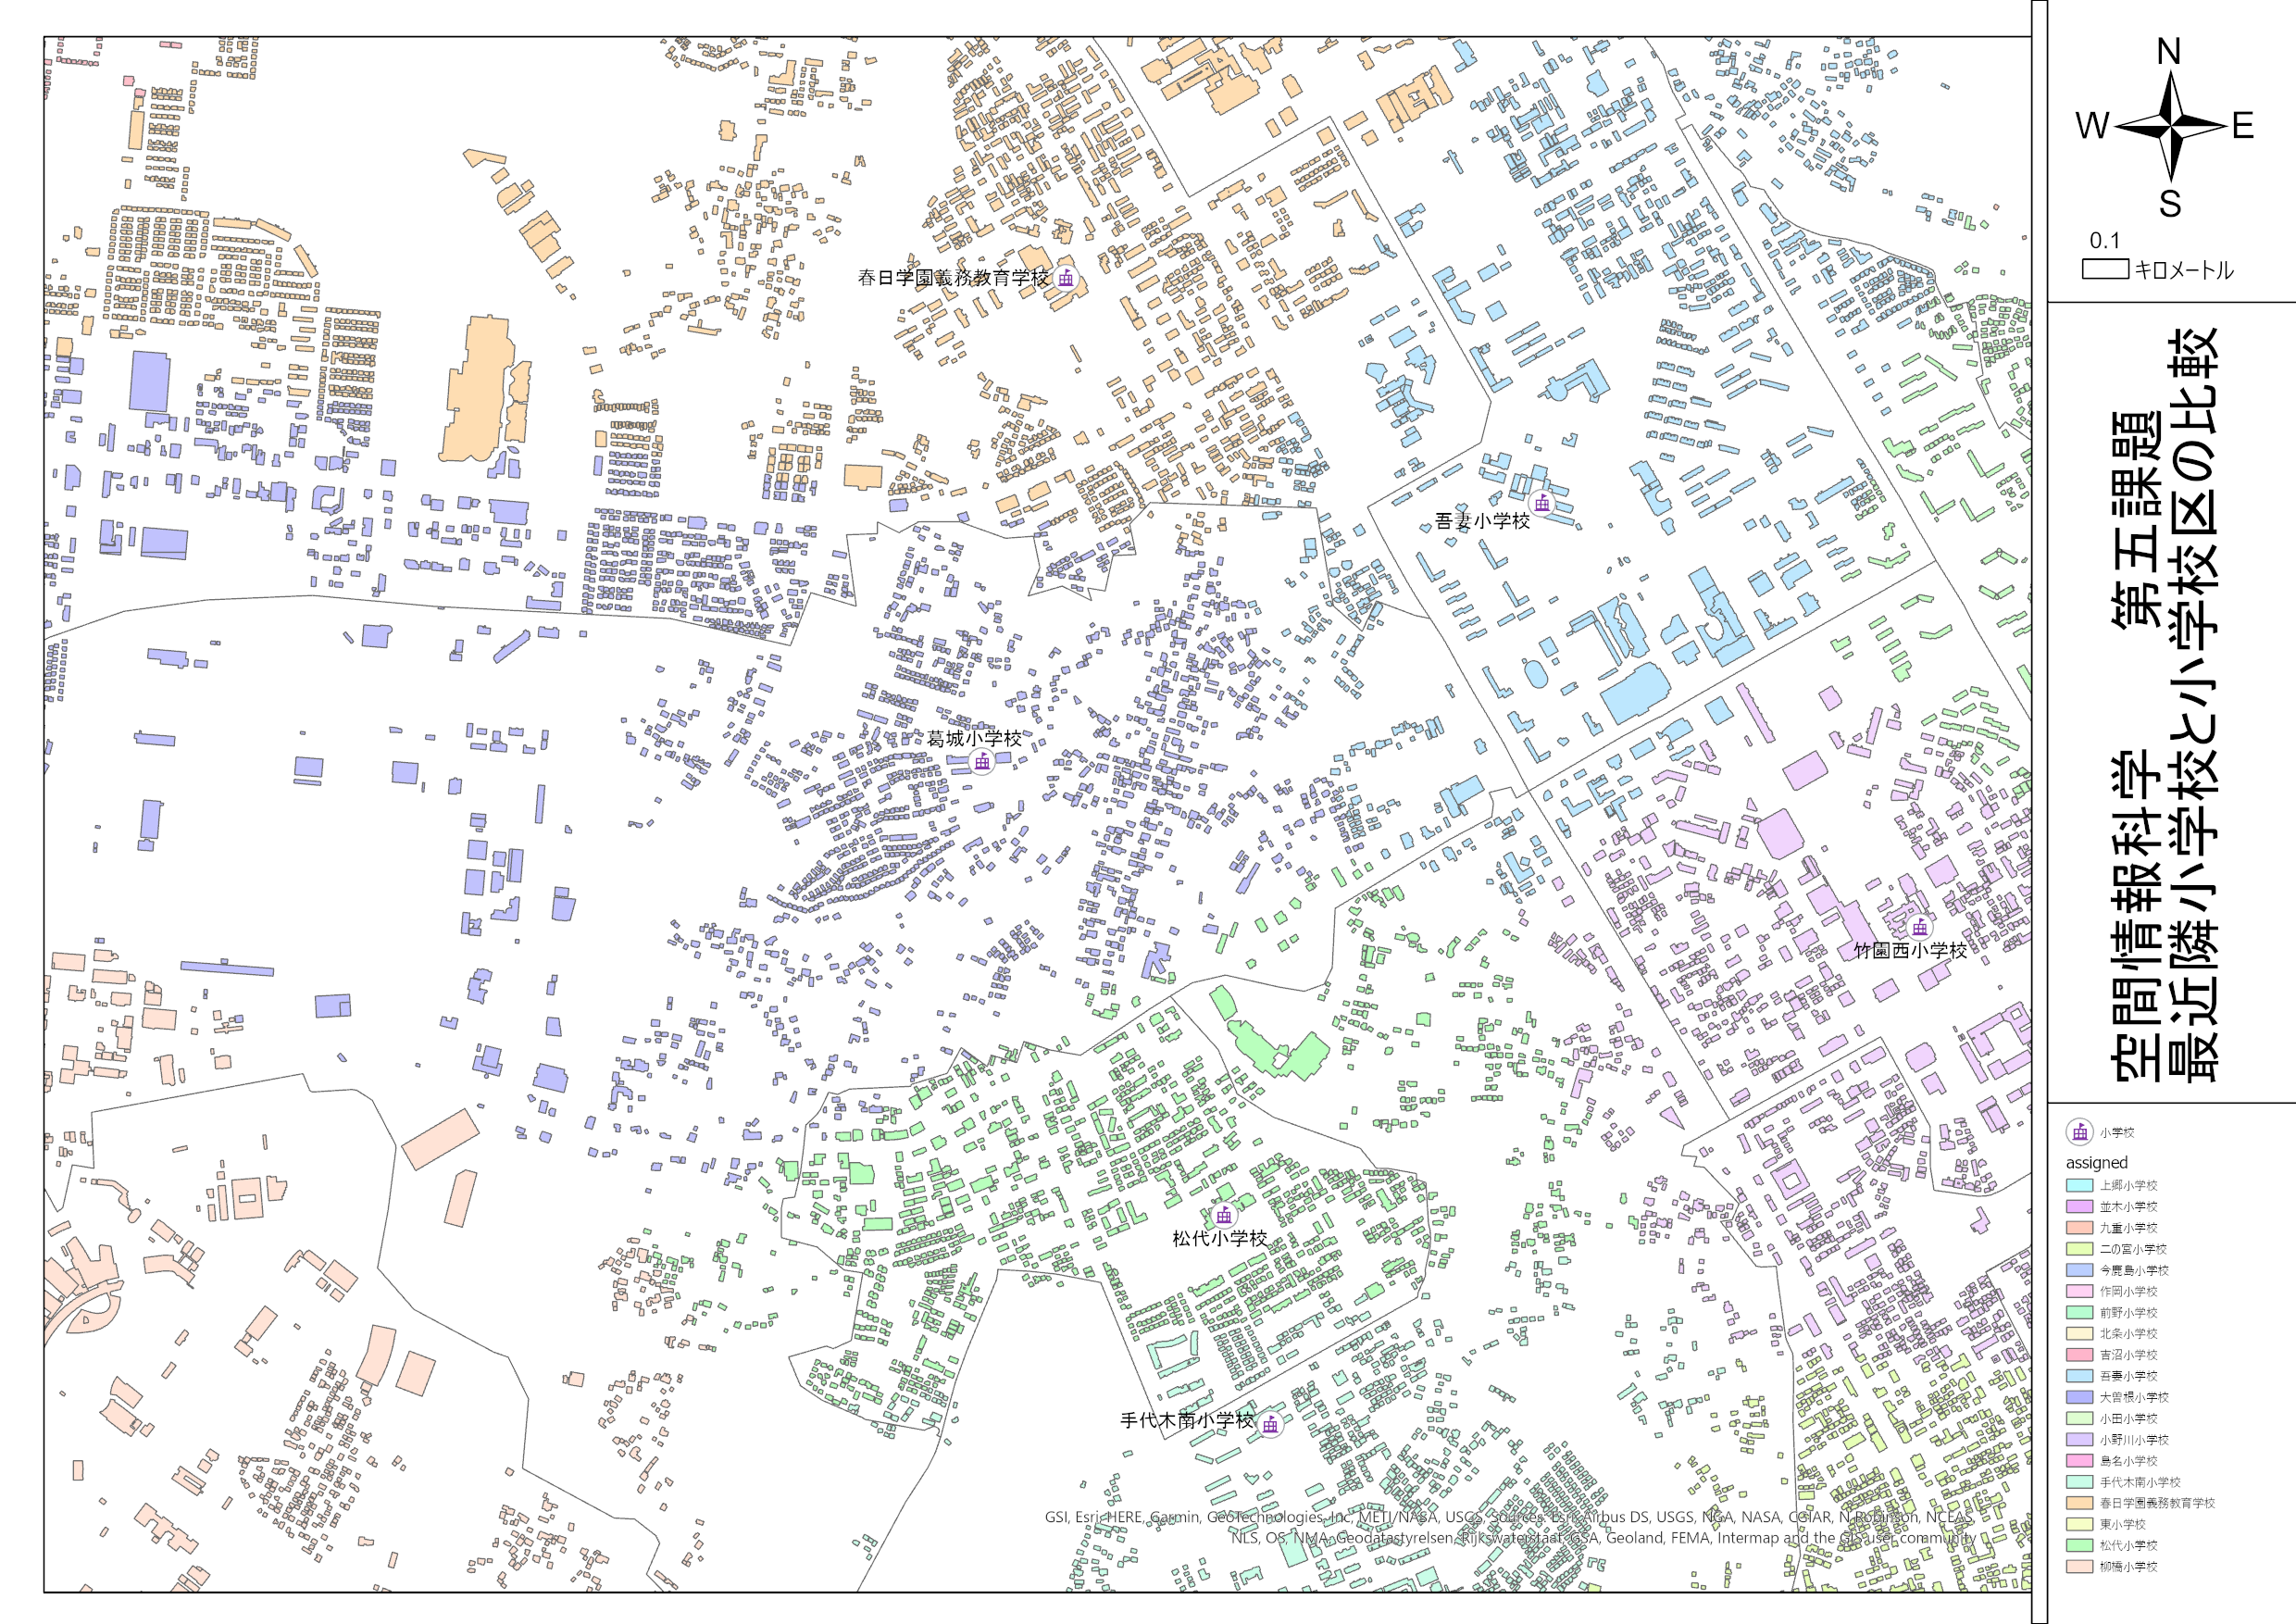 春日学園義務教育学校
吾妻小学校
葛城小学校
竹園西小学校
松代小学校
手代木南小学校
GSI, Esri, HERE, Garmin, GeoTechnologies, Inc, METI/NASA, USGS, Sources: Esri, Airbus DS, USGS, NGA, NASA, CGIAR, N Robinson, NCEAS,
NLS, OS, NMA, Geodatastyrelsen, Rijkswaterstaat, GSA, Geoland, FEMA, Intermap and the GIS user community
N
W E
S
0.1
キロメートル
空間情報科学 第五課題
最近隣小学校と小学校区の比較
小学校
assigned
上郷小学校
並木小学校
九重小学校
二の宮小学校
今鹿島小学校
作岡小学校
前野小学校
北条小学校
吉沼小学校
吾妻小学校
大曽根小学校
小田小学校
小野川小学校
島名小学校
手代木南小学校
春日学園義務教育学校
東小学校
松代小学校
柳橋小学校